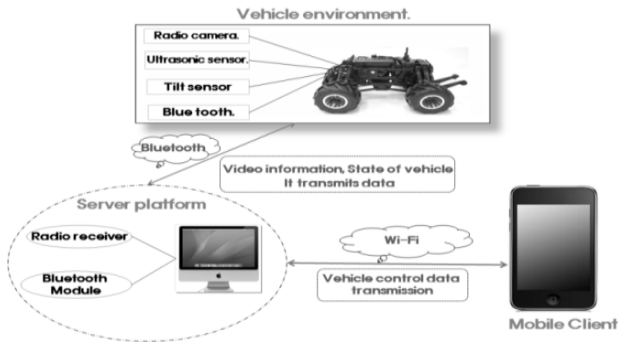 Vehicle environment.
Radio camera.
Ultrasonic sensor.
Tilt sensor
Blue tooth.
Bluetooth
Video information, State of vehicle
It transmits data
Server platform
Radio receiver
Bluetooth
Module
Wi-Fi
Vehicle control data
transmission
Mobile Client